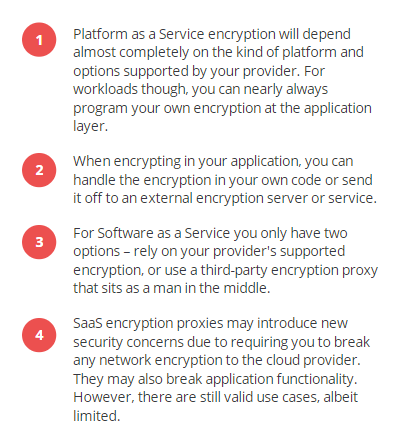 1
Platform as a Service encryption will depend
almost completely on the kind of platform and
options supported by your provider. For
workloads though, you can nearly always
program your own encryption at the application
layer.
2
When encrypting in your application, you can
handle the encryption in your own code or send
it off to an external encryption server or service.
3
For Software as a Service you only have two
options – rely on your provider's supported
encryption, or use a third-party encryption proxy
that sits as a man in the middle.
4
SaaS encryption proxies may introduce new
security concerns due to requiring you to break
any network encryption to the cloud provider.
They may also break application functionality.
However, there are still valid use cases, albeit
limited.